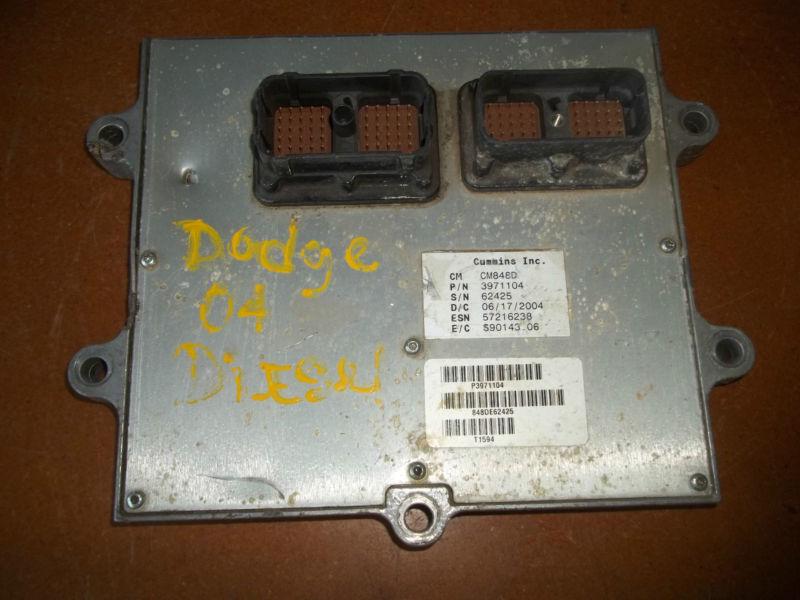 Dodge
04
DiESEL
Cummins Inc.
CM CM848D
P/N 3971104
S/N 62425
D/C 06/17/2004
ESN 57216238
E/C S90143.06
P3971104
848DE62425
T1594